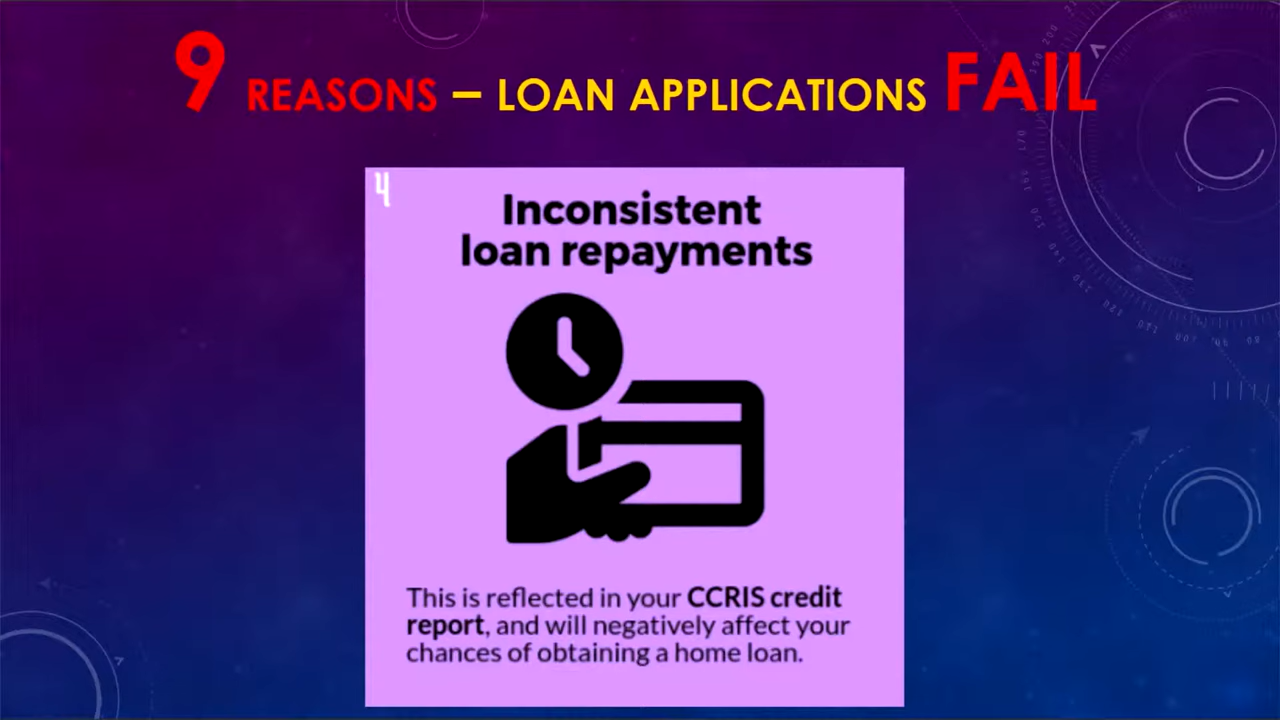 9 REASONS – LOAN APPLICATIONS FAIL
4
Inconsistent
loan repayments
This is reflected in your CCRIS credit
report, and will negatively affect your
chances of obtaining a home loan.